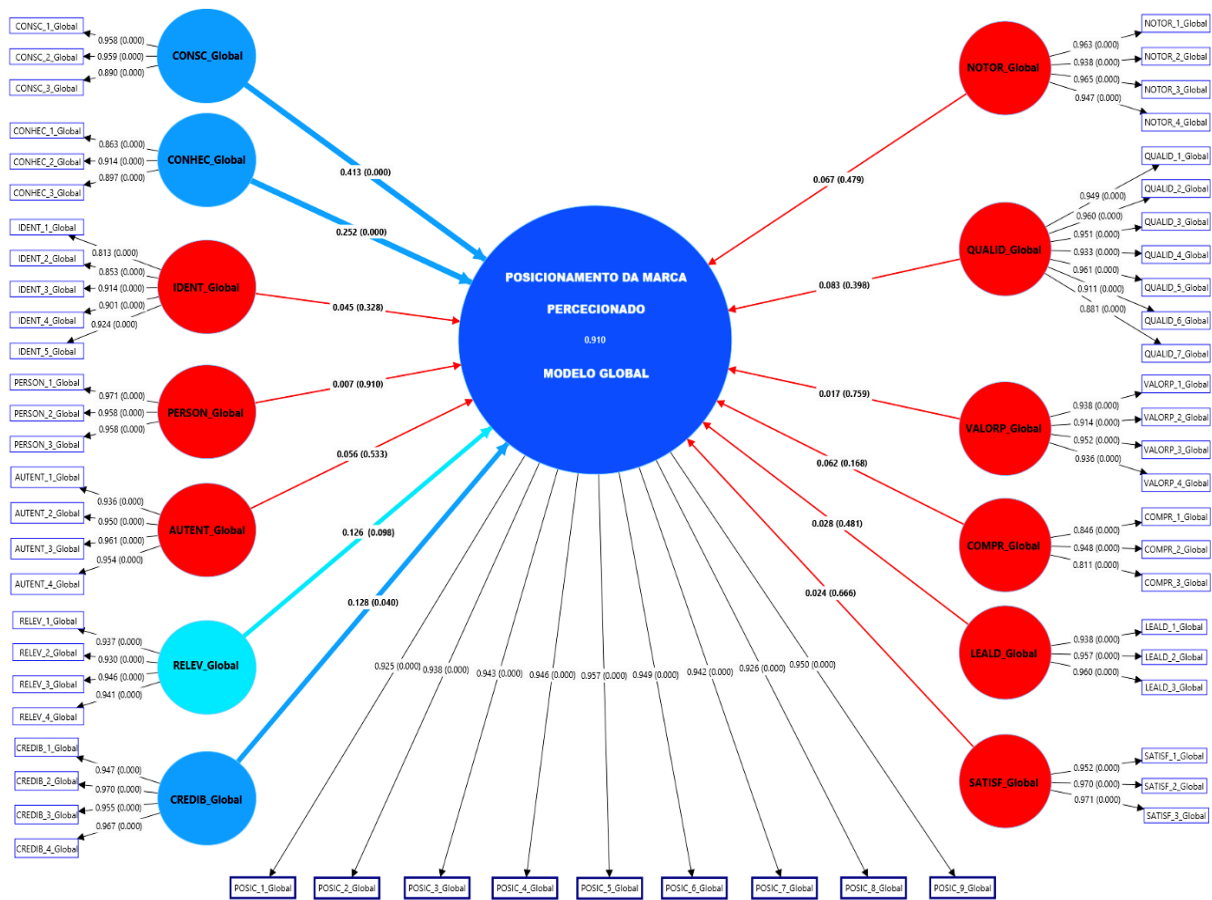 CONSC_1_Global
CONSC_2_Global
CONSC_3_Global
0.958 (0.000)
0.959 (0.000)
0.890 (0.000)
CONSC_Global
0.413 (0.000)
CONHEC_1_Global
CONHEC_2_Global
CONHEC_3_Global
0.863 (0.000)
0.914 (0.000)
0.897 (0.000)
CONHEC_Global
0.252 (0.000)
IDENT_1_Global
IDENT_2_Global
IDENT_3_Global
IDENT_4_Global
IDENT_5_Global
0.813 (0.000)
0.853 (0.000)
0.914 (0.000)
0.901 (0.000)
0.924 (0.000)
IDENT_Global
0.045 (0.328)
PERSON_1_Global
PERSON_2_Global
PERSON_3_Global
0.971 (0.000)
0.958 (0.000)
0.958 (0.000)
PERSON_Global
0.007 (0.910)
AUTENT_1_Global
AUTENT_2_Global
AUTENT_3_Global
AUTENT_4_Global
0.936 (0.000)
0.950 (0.000)
0.961 (0.000)
0.954 (0.000)
AUTENT_Global
0.056 (0.533)
RELEV_1_Global
RELEV_2_Global
RELEV_3_Global
RELEV_4_Global
0.937 (0.000)
0.930 (0.000)
0.946 (0.000)
0.941 (0.000)
RELEV_Global
0.126 (0.098)
CREDIB_1_Global
CREDIB_2_Global
CREDIB_3_Global
CREDIB_4_Global
0.947 (0.000)
0.970 (0.000)
0.955 (0.000)
0.967 (0.000)
CREDIB_Global
0.128 (0.040)
POSICIONAMENTO DA MARCA
PERCECIONADO
0.910
MODELO GLOBAL
0.925 (0.000)
0.938 (0.000)
0.943 (0.000)
0.946 (0.000)
0.957 (0.000)
0.949 (0.000)
0.942 (0.000)
0.926 (0.000)
0.950 (0.000)
POSIC_1_Global
POSIC_2_Global
POSIC_3_Global
POSIC_4_Global
POSIC_5_Global
POSIC_6_Global
POSIC_7_Global
POSIC_8_Global
POSIC_9_Global
NOTOR_Global
0.067 (0.479)
0.963 (0.000)
0.938 (0.000)
0.965 (0.000)
0.947 (0.000)
NOTOR_1_Global
NOTOR_2_Global
NOTOR_3_Global
NOTOR_4_Global
QUALID_Global
0.083 (0.398)
0.949 (0.000)
0.960 (0.000)
0.951 (0.000)
0.933 (0.000)
0.961 (0.000)
0.911 (0.000)
0.881 (0.000)
QUALID_1_Global
QUALID_2_Global
QUALID_3_Global
QUALID_4_Global
QUALID_5_Global
QUALID_6_Global
QUALID_7_Global
VALORP_Global
0.017 (0.759)
0.938 (0.000)
0.914 (0.000)
0.952 (0.000)
0.936 (0.000)
VALORP_1_Global
VALORP_2_Global
VALORP_3_Global
VALORP_4_Global
COMPR_Global
0.062 (0.168)
0.846 (0.000)
0.948 (0.000)
0.811 (0.000)
COMPR_1_Global
COMPR_2_Global
COMPR_3_Global
LEALD_Global
0.028 (0.481)
0.938 (0.000)
0.957 (0.000)
0.960 (0.000)
LEALD_1_Global
LEALD_2_Global
LEALD_3_Global
SATISF_Global
0.024 (0.666)
0.952 (0.000)
0.970 (0.000)
0.971 (0.000)
SATISF_1_Global
SATISF_2_Global
SATISF_3_Global